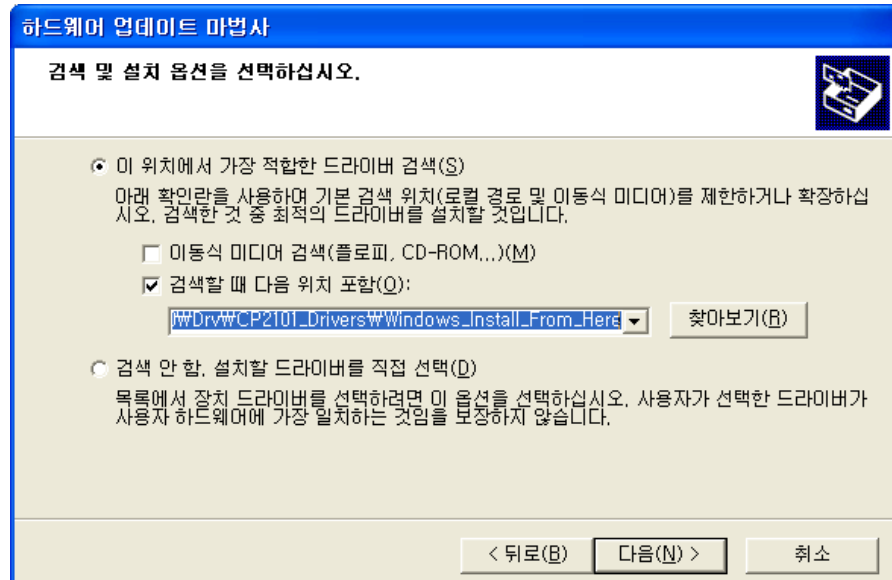 하드웨어 업데이트 마법사
검색 및 설치 옵션을 선택하십시오.
이 위치에서 가장 적합한 드라이버 검색(S)
아래 확인란을 사용하여 기본 검색 위치(로컬 경로 및 이동식 미디어)를 제한하거나 확장하십
시오. 검색한 것 중 최적의 드라이버를 설치할 것입니다.
이동식 미디어 검색(플로피, CD-ROM...)(M)
검색할 때 다음 위치 포함(O):
₩Drv₩CP2101_Drivers₩Windows_Install_From_Here
찾아보기(R)
검색 안 함. 설치할 드라이버를 직접 선택(D)
목록에서 장치 드라이버를 선택하려면 이 옵션을 선택하십시오. 사용자가 선택한 드라이버가
사용자 하드웨어에 가장 일치하는 것임을 보장하지 않습니다.
< 뒤로(B) 다음(N) > 취소